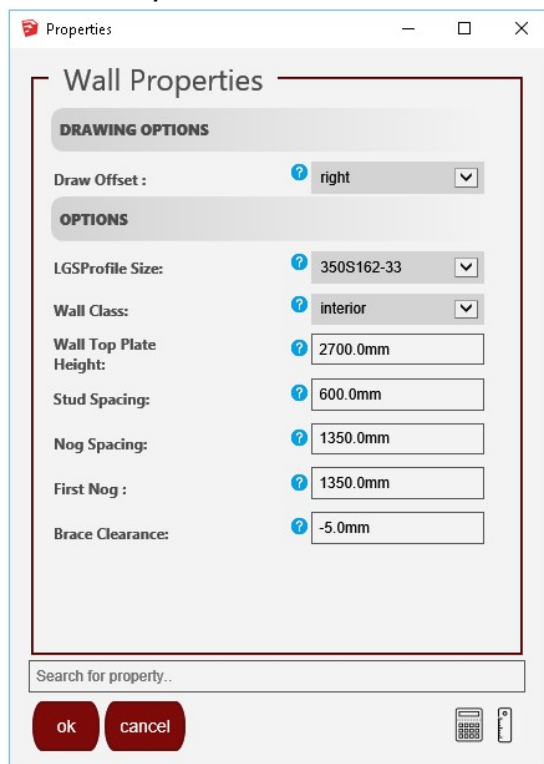 Properties
Wall Properties
DRAWING OPTIONS
Draw Offset : ? right
OPTIONS
LGSProfile Size: ? 350S162-33
Wall Class: ? interior
Wall Top Plate
Height: ? 2700.0mm
Stud Spacing: ? 600.0mm
Nog Spacing: ? 1350.0mm
First Nog : ? 1350.0mm
Brace Clearance: ? -5.0mm
Search for property..
ok cancel